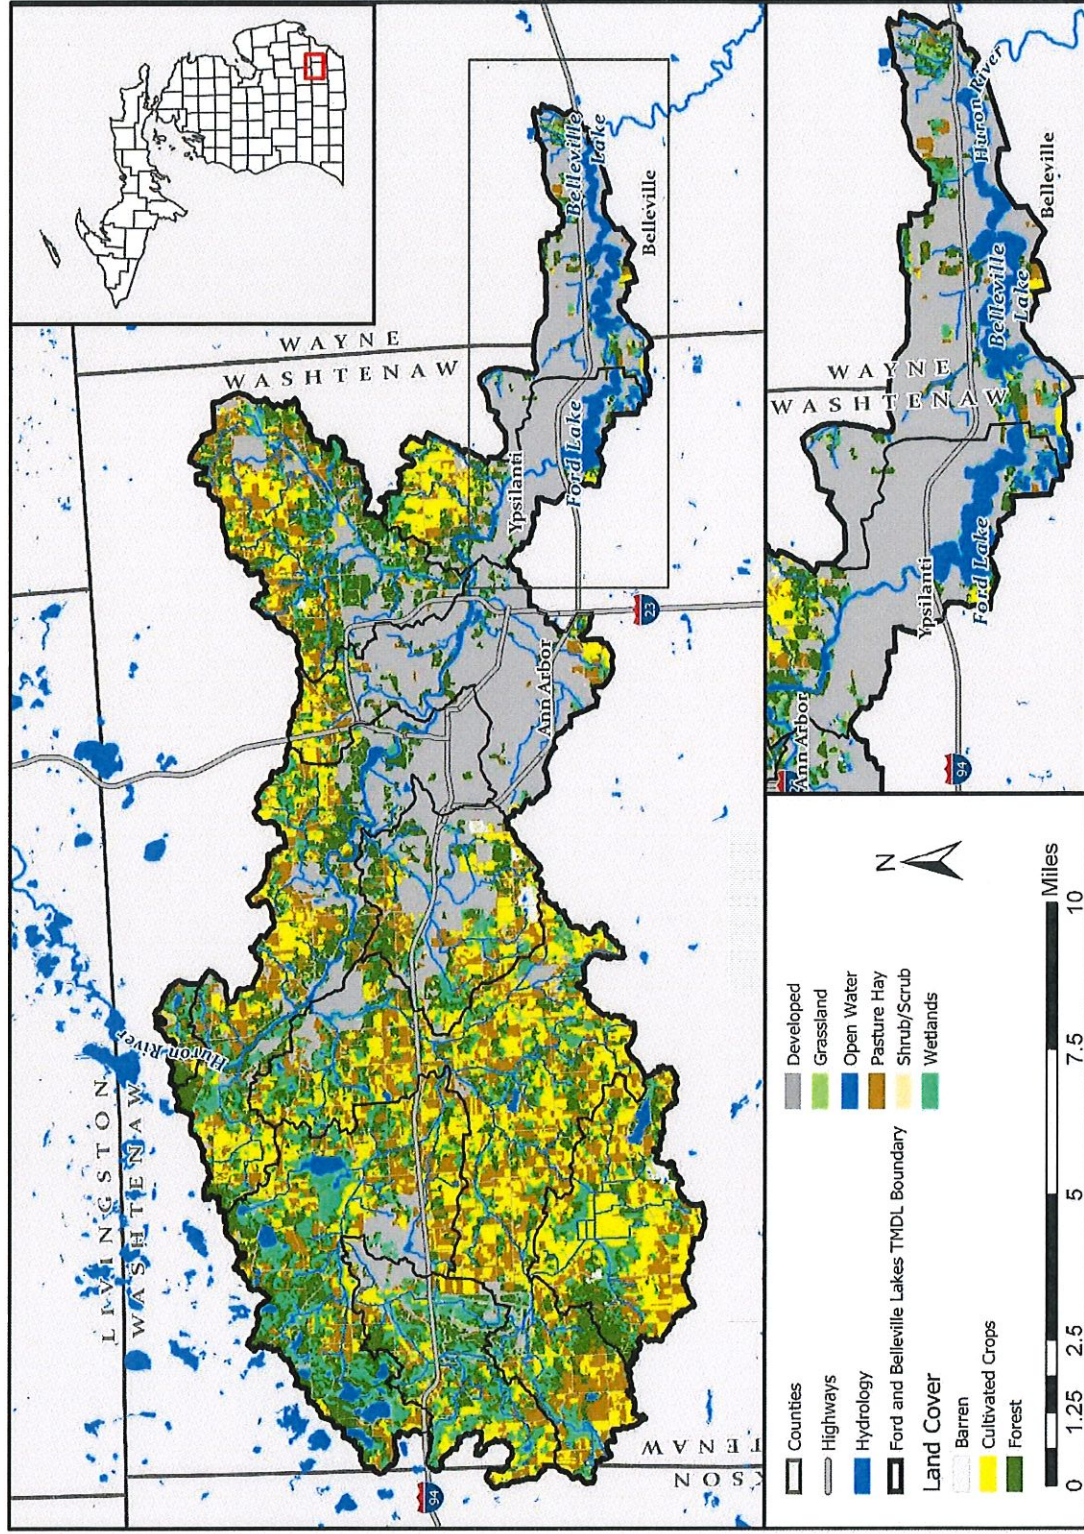 LIVINGSTON
WASHTENAW
Huron River
WAYNE
WASHTENAW
Ypsilanti
Ford Lake
Belleville
Lake
Belleville
Ann Arbor
23
94
KSON
TENAW
Counties
Highways
Hydrology
Ford and Belleville Lakes TMDL Boundary
Land Cover
Barren
Cultivated Crops
Forest
Developed
Grassland
Open Water
Pasture Hay
Shrub/Scrub
Wetlands
N
0 1.25 2.5 5 7.5 10
Miles
Ann Arbor
WAYNE
WASHTENAW
Ypsilanti
Ford Lake
Belleville
Lake
Huron River
Belleville
94